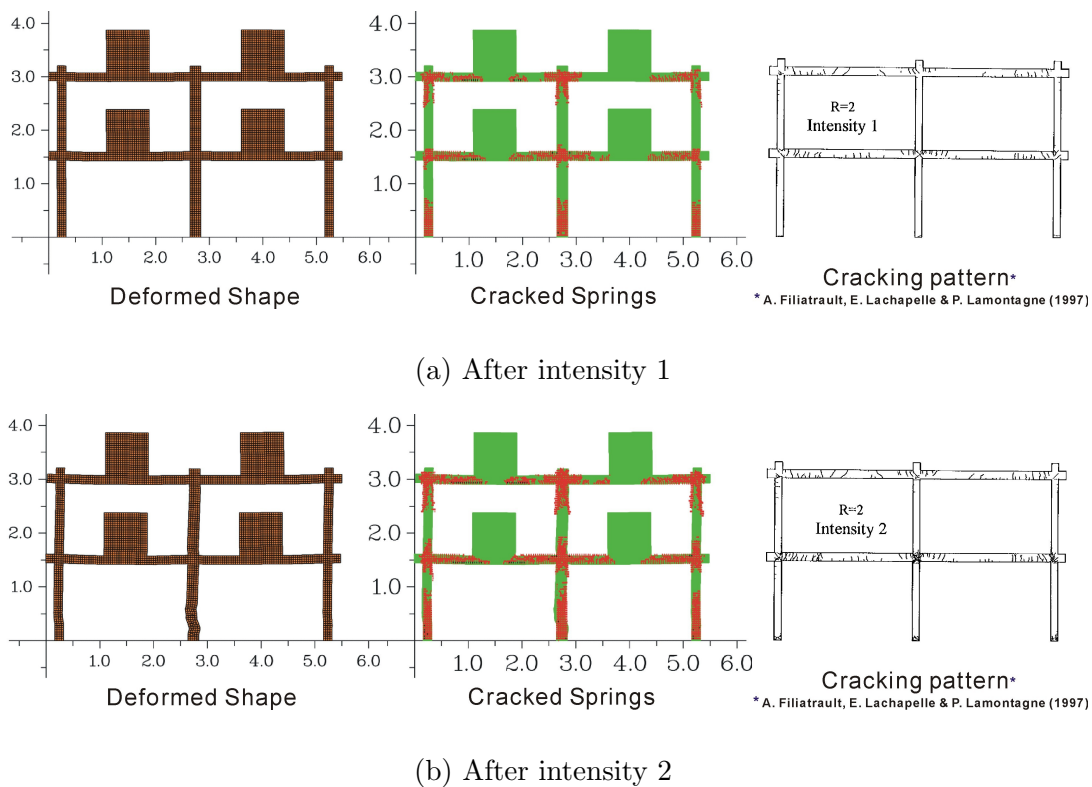 4.0
3.0
2.0
1.0
1.0 2.0 3.0 4.0 5.0 6.0
Deformed Shape
4.0
3.0
2.0
1.0
1.0 2.0 3.0 4.0 5.0 6.0
Cracked Springs
R=2
Intensity 1
Cracking pattern*
* A. Filiatrault, E. Lachapelle & P. Lamontagne (1997)
(a) After intensity 1
4.0
3.0
2.0
1.0
1.0 2.0 3.0 4.0 5.0 6.0
Deformed Shape
4.0
3.0
2.0
1.0
1.0 2.0 3.0 4.0 5.0 6.0
Cracked Springs
R=2
Intensity 2
Cracking pattern*
* A. Filiatrault, E. Lachapelle & P. Lamontagne (1997)
(b) After intensity 2